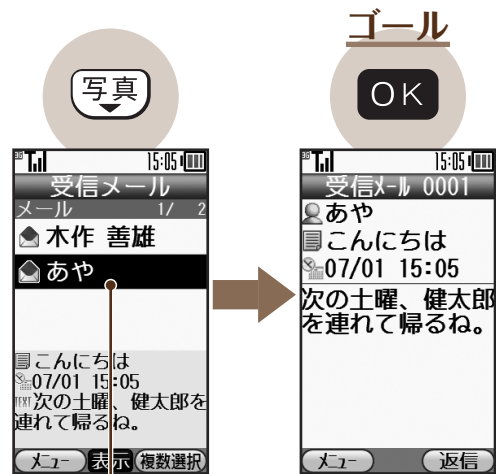 ゴール
写真
OK
15:05
受信メール
メール 1/ 2
木作 善雄
あや
こんにちは
07/01 15:05
TEXT次の土曜、健太郎を
連れて帰るね。
メニュー 表示 複数選択
15:05
受信メール 0001
あや
こんにちは
07/01 15:05
次の土曜、健太郎
を連れて帰るね。
メニュー 返信